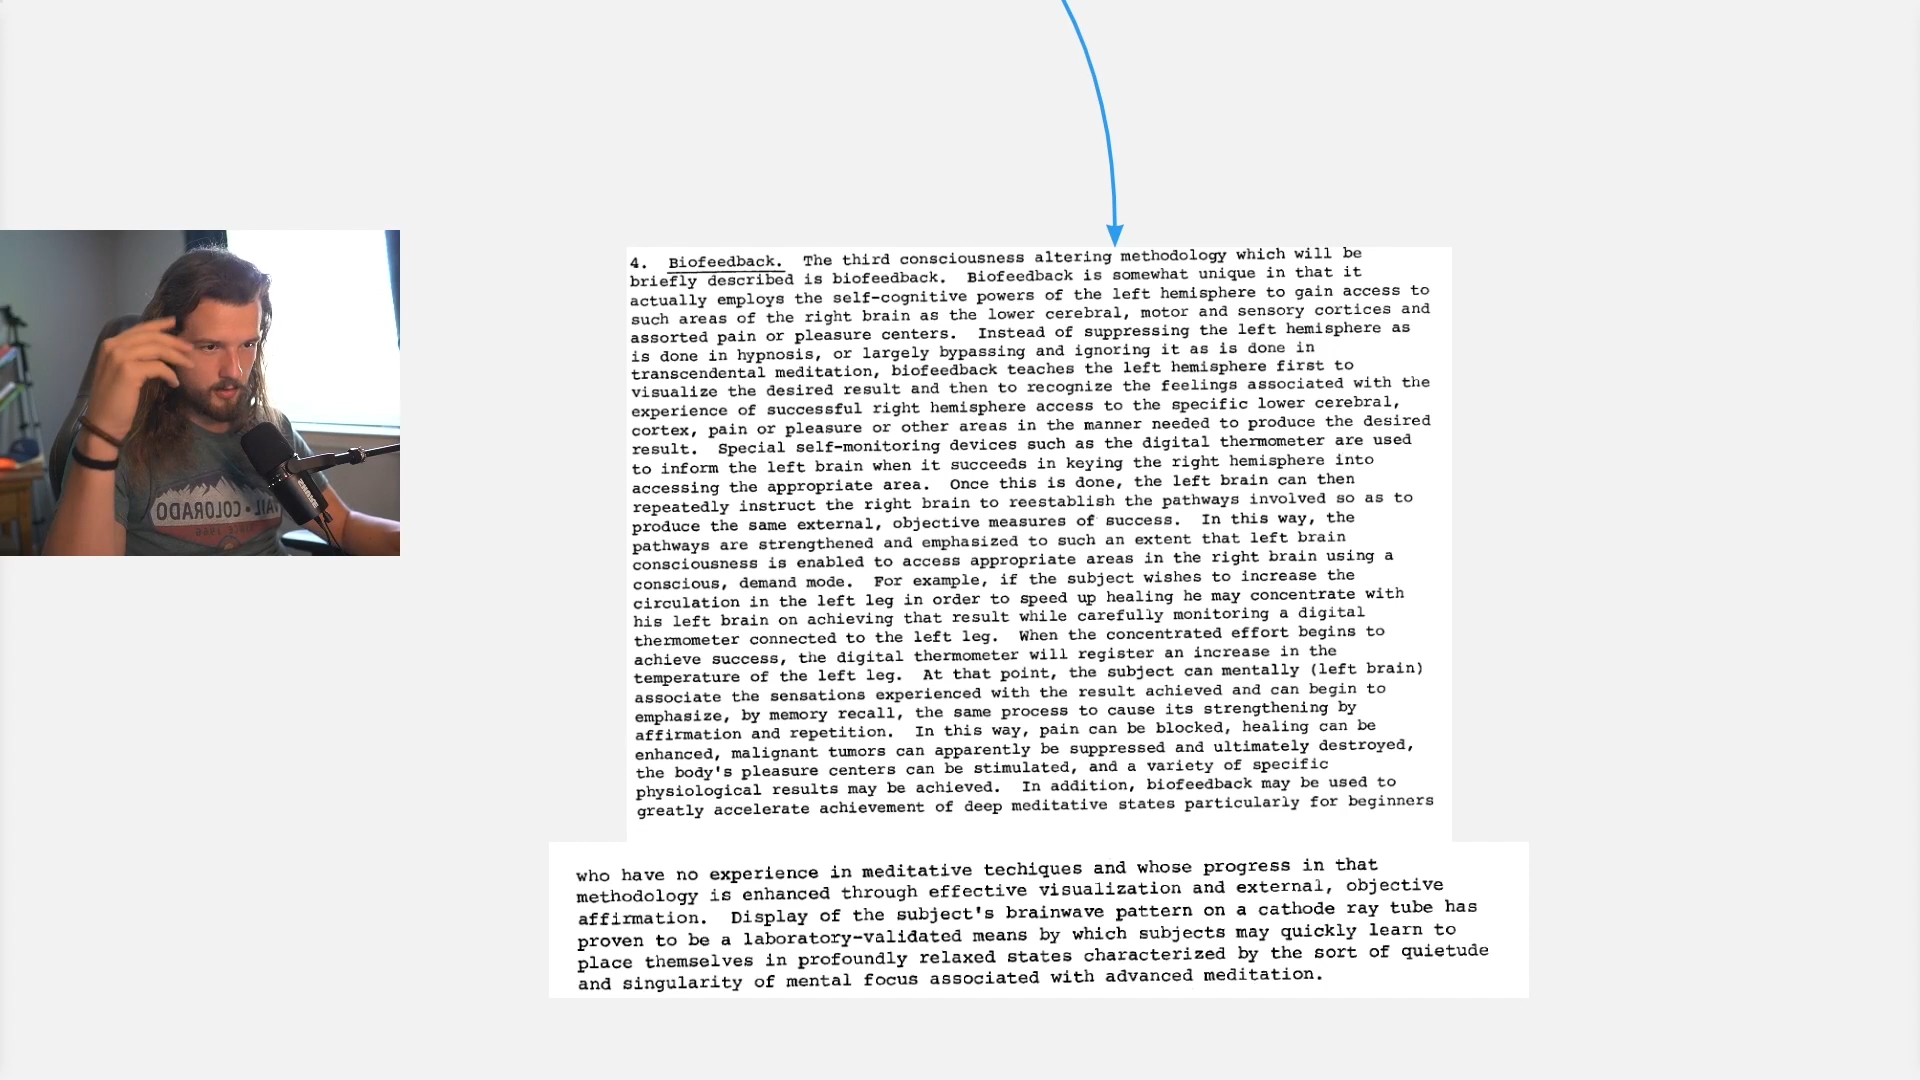 4. Biofeedback. The third consciousness altering methodology which will be
briefly described is biofeedback. Biofeedback is somewhat unique in that it
actually employs the self-cognitive powers of the left hemisphere to gain access to
such areas of the right brain as the lower cerebral, motor and sensory cortices and
assorted pain or pleasure centers. Instead of suppressing the left hemisphere as
is done in hypnosis, or largely bypassing and ignoring it as is done in
transcendental meditation, biofeedback teaches the left hemisphere first to
visualize the desired result and then to recognize the feelings associated with the
experience of successful right hemisphere access to the specific lower cerebral,
cortex, pain or pleasure or other areas in the manner needed to produce the desired
result. Special self-monitoring devices such as the digital thermometer are used
to inform the left brain when it succeeds in keying the right hemisphere into
accessing the appropriate area. Once this is done, the left brain can then
repeatedly instruct the right brain to reestablish the pathways involved so as to
produce the same external, objective measures of success. In this way, the
pathways are strengthened and emphasized to such an extent that left brain
consciousness is enabled to access appropriate areas in the right brain using a
conscious, demand mode. For example, if the subject wishes to increase the
circulation in the left leg in order to speed up healing he may concentrate with
his left brain on achieving that result while carefully monitoring a digital
thermometer connected to the left leg. When the concentrated effort begins to
achieve success, the digital thermometer will register an increase in the
temperature of the left leg. At that point, the subject can mentally (left brain)
associate the sensations experienced with the result achieved and can begin to
emphasize, by memory recall, the same process to cause its strengthening by
affirmation and repetition. In this way, pain can be blocked, healing can be
enhanced, malignant tumors can apparently be suppressed and ultimately destroyed,
the body's pleasure centers can be stimulated, and a variety of specific
physiological results may be achieved. In addition, biofeedback may be used to
greatly accelerate achievement of deep meditative states particularly for beginners
who have no experience in meditative techiques and whose progress in that
methodology is enhanced through effective visualization and external, objective
affirmation. Display of the subject's brainwave pattern on a cathode ray tube has
proven to be a laboratory-validated means by which subjects may quickly learn to
place themselves in profoundly relaxed states characterized by the sort of quietude
and singularity of mental focus associated with advanced meditation.
VAIL • COLORADO
SINCE 1966